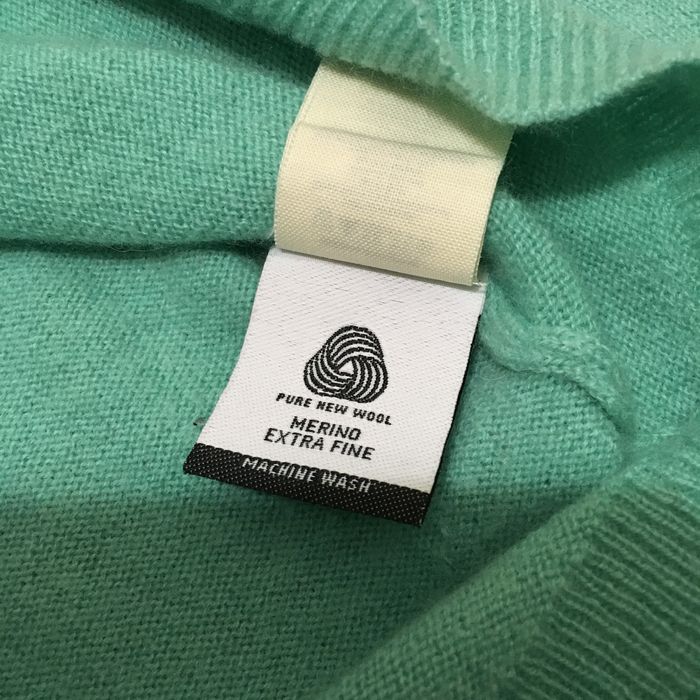 PURE NEW WOOL
MERINO
EXTRA FINE
MACHINE WASH